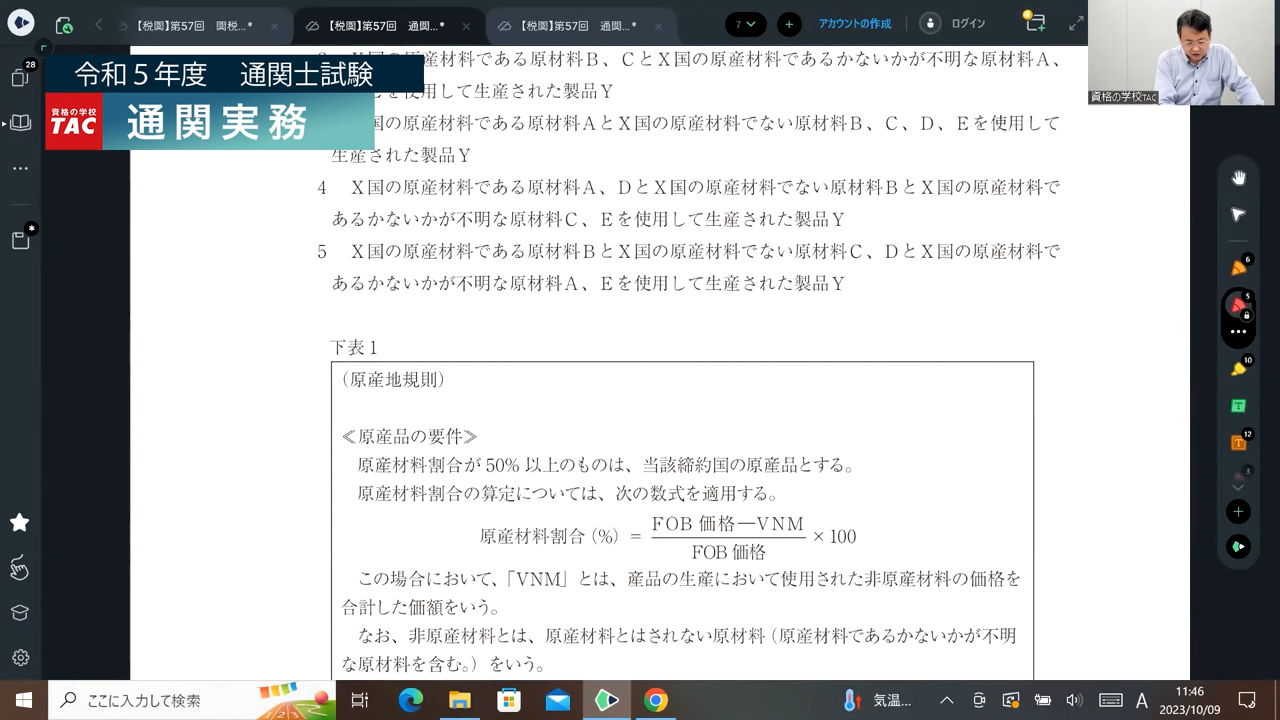 【税関】第57回 関税...*
【税関】第57回 通関...*
【税関】第57回 通関...*
7
アカウントの作成
ログイン
令和5年度 通関士試験
資格の学校
TAC
通関実務
資格の学校TAC
28
国の原産材料である原材料B、CとX国の原産材料であるかないかが不明な原材料A、
を使用して生産された製品Y
国の原産材料である原材料AとX国の原産材料でない原材料B、C、D、Eを使用して
生産された製品Y
4 X国の原産材料である原材料A、DとX国の原産材料でない原材料BとX国の原産材料で
あるかないかが不明な原材料C、Eを使用して生産された製品Y
5 X国の原産材料である原材料BとX国の原産材料でない原材料C、DとX国の原産材料で
あるかないかが不明な原材料A、Eを使用して生産された製品Y
下表1
(原産地規則)
≪原産品の要件≫
原産材料割合が50%以上のものは、当該締約国の原産品とする。
原産材料割合の算定については、次の数式を適用する。
原産材料割合(%) = FOB価格―VNM × 100
FOB価格
この場合において、「VNM」とは、産品の生産において使用された非原産材料の価格を
合計した価額をいう。
なお、非原産材料とは、原産材料とはされない原材料(原産材料であるかないかが不明
な原材料を含む。)をいう。
6
5
10
T
12
T
3
ここに入力して検索
気温...
A
11:46
2023/10/09